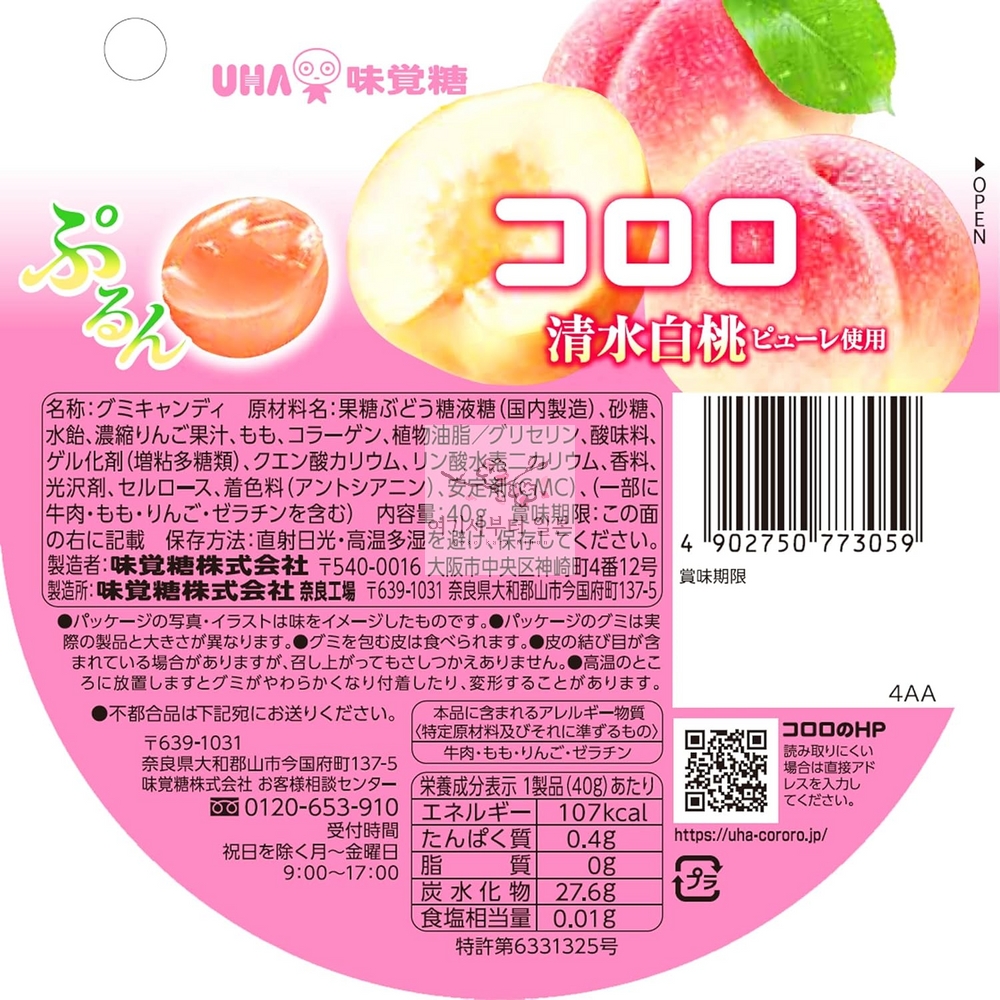 UHA味覚糖
OPEN
ぷるん
コロロ
清水白桃ピューレ使用
名称:グミキャンディ 原材料名:果糖ぶどう糖液糖(国内製造)、砂糖、
水飴、濃縮りんご果汁、もも、コラーゲン、植物油脂/グリセリン、酸味料、
ゲル化剤(増粘多糖類)、クエン酸カリウム、リン酸水素二カリウム、香料、
光沢剤、セルロース、着色料(アントシアニン)、安定剤(CMC)、(一部に
牛肉・もも・りんご・ゼラチンを含む) 内容量:40g 賞味期限:この面
の右に記載 保存方法:直射日光・高温多湿を避け保存してください。
製造者:味覚糖株式会社 〒540-0016 大阪市中央区神崎町4番12号
製造所:味覚糖株式会社 奈良工場 〒639-1031 奈良県大和郡山市今国府町137-5
여기서부터 일본
4 902750 773059
賞味期限
4AA
●パッケージの写真・イラストは味をイメージしたものです。●パッケージのグミは実
際の製品と大きさが異なります。●グミを包む皮は食べられます。●皮の結び目が含
まれている場合がありますが、召し上がってもさしつかえありません。●高温のとこ
ろに放置しますとグミがやわらかくなり付着したり、変形することがあります。
●不都合品は下記宛にお送りください。
〒639-1031
奈良県大和郡山市今国府町137-5
味覚糖株式会社 お客様相談センター
0120-653-910
受付時間
祝日を除く月〜金曜日
9:00〜17:00
本品に含まれるアレルギー物質
〈特定原材料及びそれに準ずるもの〉
牛肉・もも・りんご・ゼラチン
栄養成分表示 1製品(40g)あたり
エネルギー 107kcal
たんぱく質 0.4g
脂質 0g
炭水化物 27.6g
食塩相当量 0.01g
特許第6331325号
コロロのHP
読み取りにくい
場合は直接アド
レスを入力し
てください。
https://uha-cororo.jp/
プラ